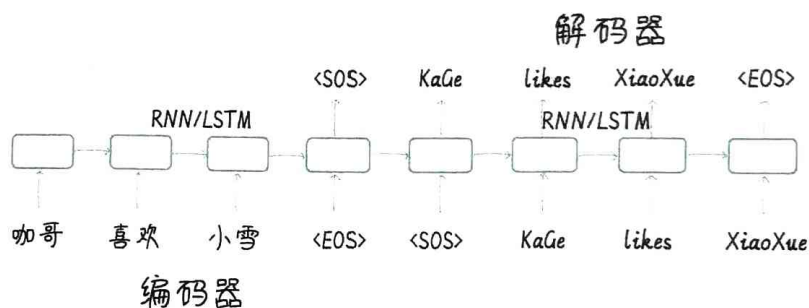 解码器
<SOS> KaGe likes XiaoXue <EOS>
RNN/LSTM RNN/LSTM
咖哥 喜欢 小雪 <EOS> <SOS> KaGe likes XiaoXue
编码器